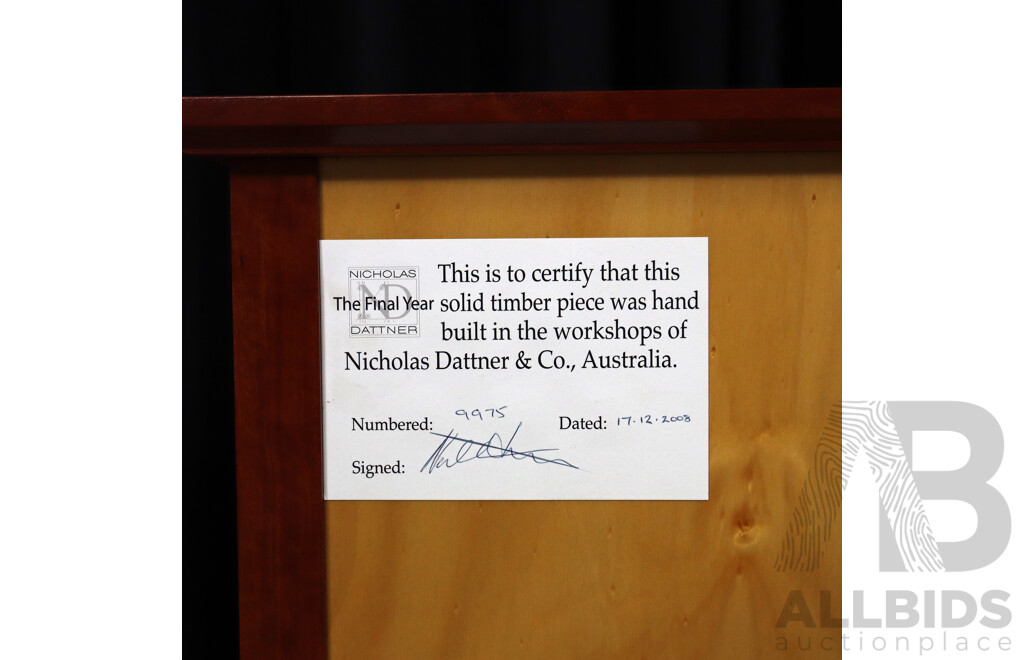 NICHOLAS
ND
DATTNER
The Final Year
This is to certify that this
solid timber piece was hand
built in the workshops of
Nicholas Dattner & Co., Australia.
Numbered: 9975
Dated: 17.12.2008
Signed:
AB
ALLBIDS
auctionplace